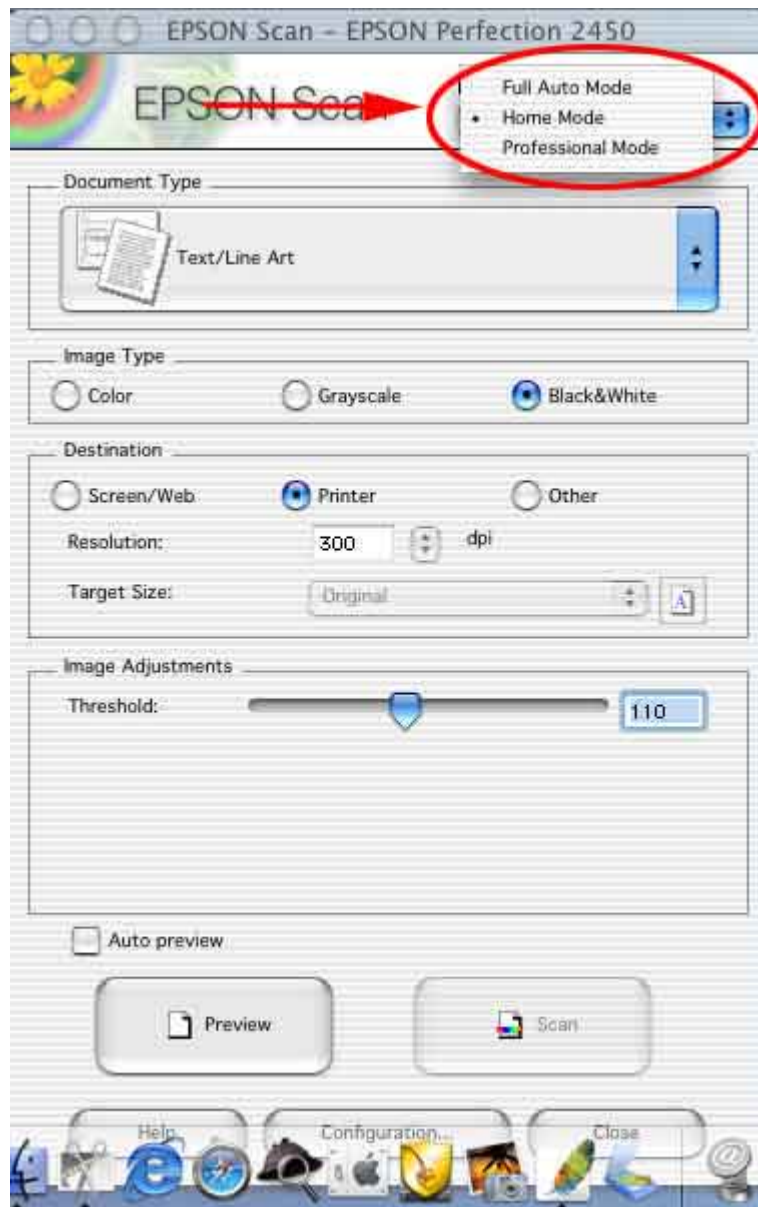 EPSON Scan - EPSON Perfection 2450
EPSON Scan
Full Auto Mode
• Home Mode
Professional Mode
Document Type
Text/Line Art
Image Type
Color Grayscale Black&White
Destination
Screen/Web Printer Other
Resolution: 300 dpi
Target Size: Original A
Image Adjustments
Threshold: 110
Auto preview
Preview Scan
Help... Configuration... Close